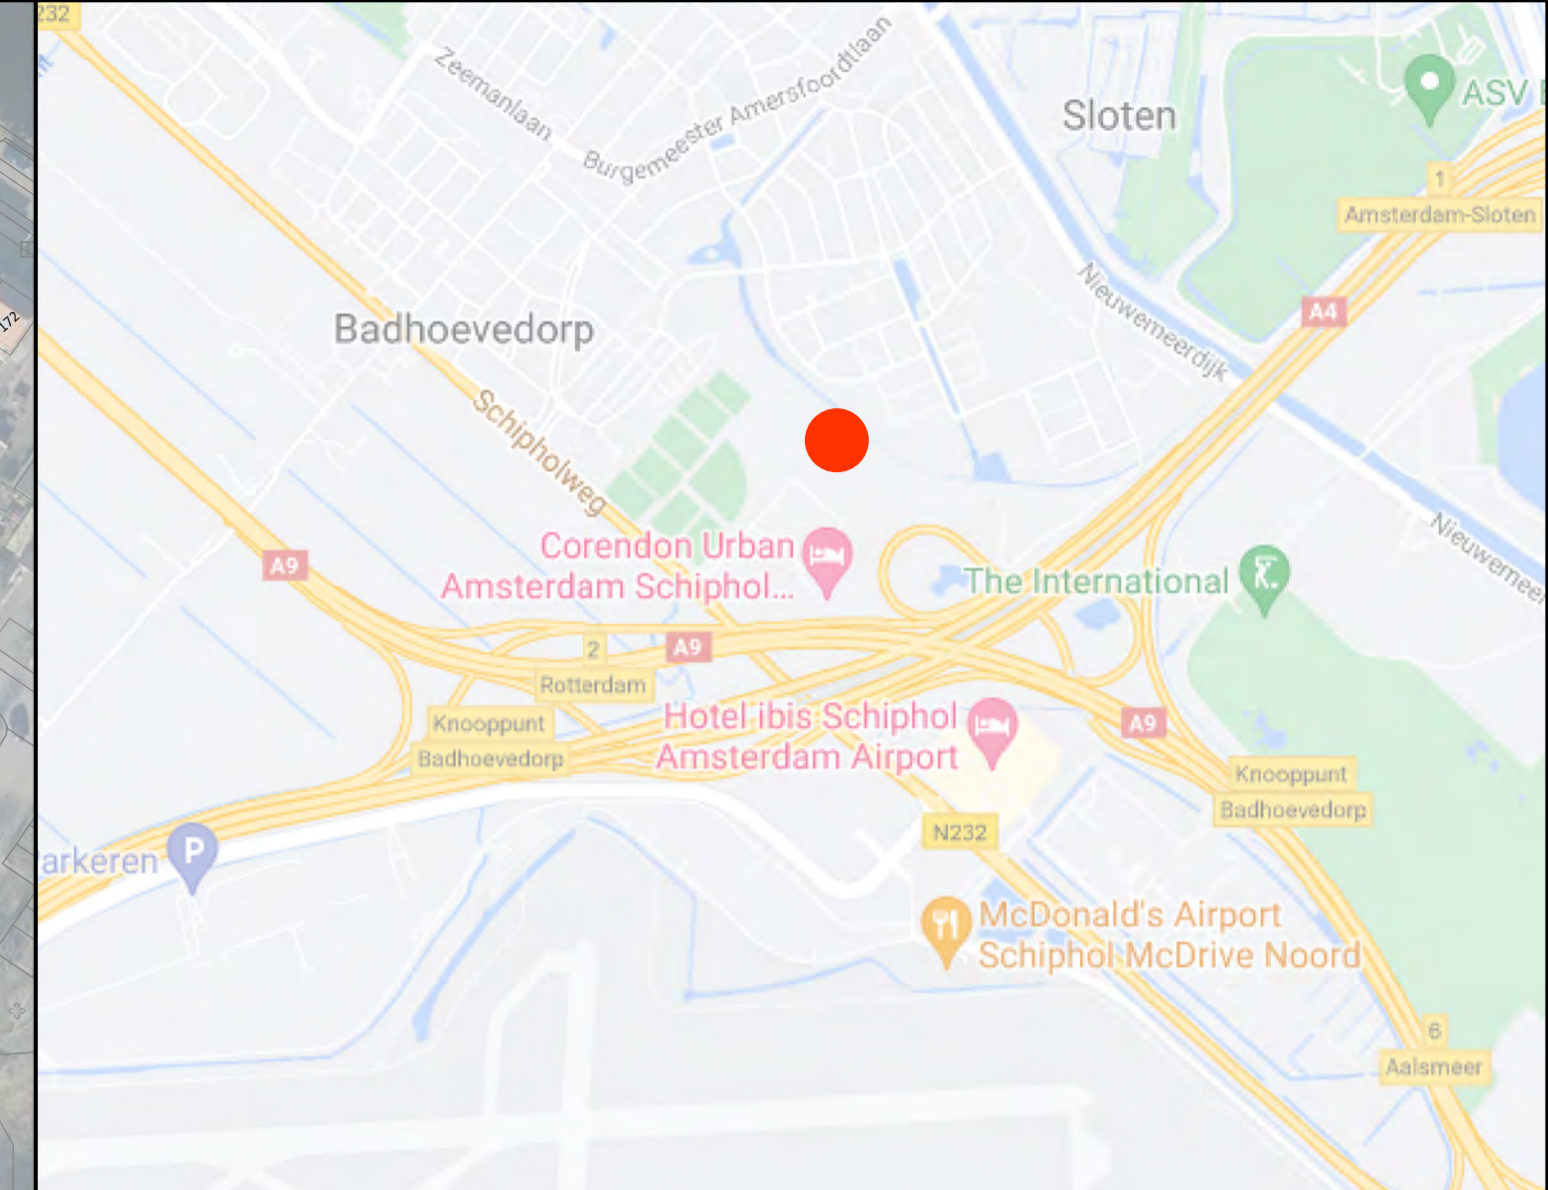 232
Zeemanlaan
Burgemeester Amersfoordtlaan
Sloten
ASV
1
Amsterdam-Sloten
172
Nieuwemeerdijk
A4
Badhoevedorp
Schipholweg
Corendon Urban
Amsterdam Schiphol...
A9
The International
Nieuwemeer
2
A9
Rotterdam
Knooppunt
Badhoevedorp
Hotel ibis Schiphol
Amsterdam Airport
A9
Knooppunt
Badhoevedorp
N232
arkeren
P
McDonald's Airport
Schiphol McDrive Noord
6
Aalsmeer